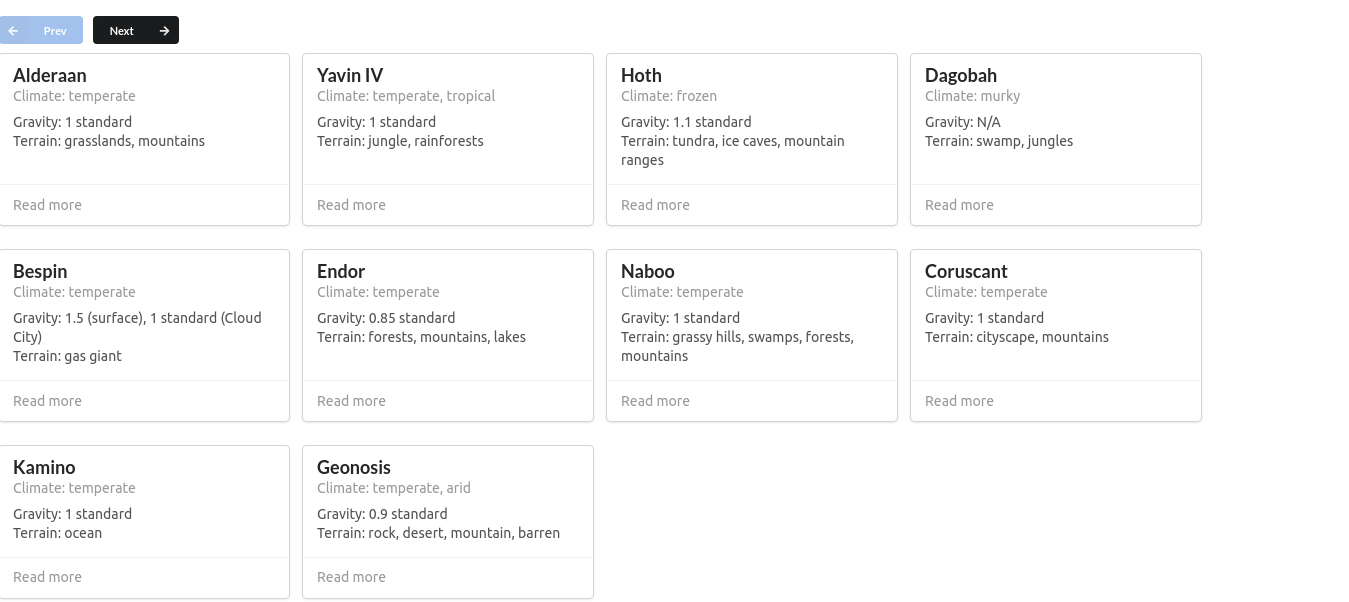 Prev Next
Alderaan
Climate: temperate
Gravity: 1 standard
Terrain: grasslands, mountains
Read more
Yavin IV
Climate: temperate, tropical
Gravity: 1 standard
Terrain: jungle, rainforests
Read more
Hoth
Climate: frozen
Gravity: 1.1 standard
Terrain: tundra, ice caves, mountain
ranges
Read more
Dagobah
Climate: murky
Gravity: N/A
Terrain: swamp, jungles
Read more
Bespin
Climate: temperate
Gravity: 1.5 (surface), 1 standard (Cloud
City)
Terrain: gas giant
Read more
Endor
Climate: temperate
Gravity: 0.85 standard
Terrain: forests, mountains, lakes
Read more
Naboo
Climate: temperate
Gravity: 1 standard
Terrain: grassy hills, swamps, forests,
mountains
Read more
Coruscant
Climate: temperate
Gravity: 1 standard
Terrain: cityscape, mountains
Read more
Kamino
Climate: temperate
Gravity: 1 standard
Terrain: ocean
Read more
Geonosis
Climate: temperate, arid
Gravity: 0.9 standard
Terrain: rock, desert, mountain, barren
Read more